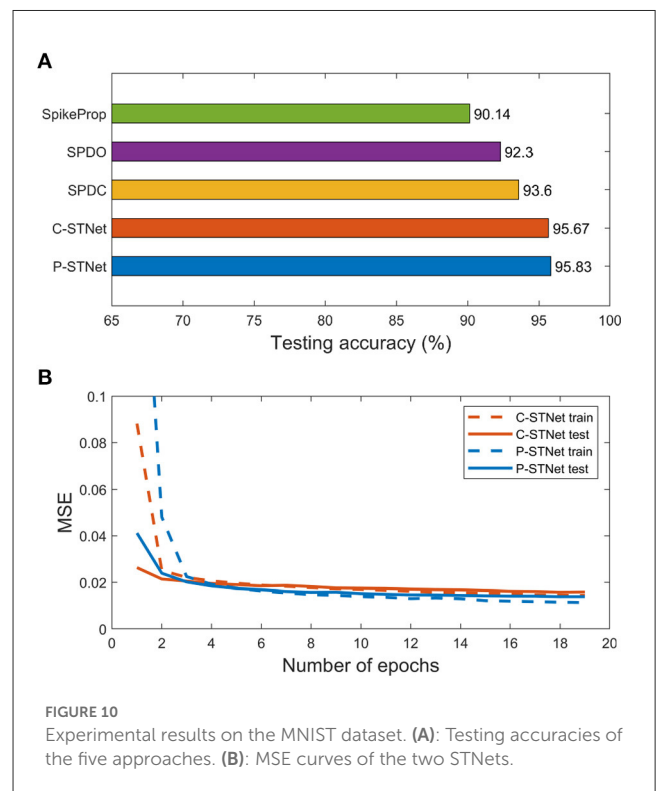 A
SpikeProp
90.14
SPDO
92.3
SPDC
93.6
C-STNet
95.67
P-STNet
95.83
65 70 75 80 85 90 95 100
Testing accuracy (%)
B
0.1
0.08
0.06
0.04
0.02
0
MSE
C-STNet train
C-STNet test
P-STNet train
P-STNet test
0 2 4 6 8 10 12 14 16 18 20
Number of epochs
FIGURE 10
Experimental results on the MNIST dataset. (A): Testing accuracies of
the five approaches. (B): MSE curves of the two STNets.